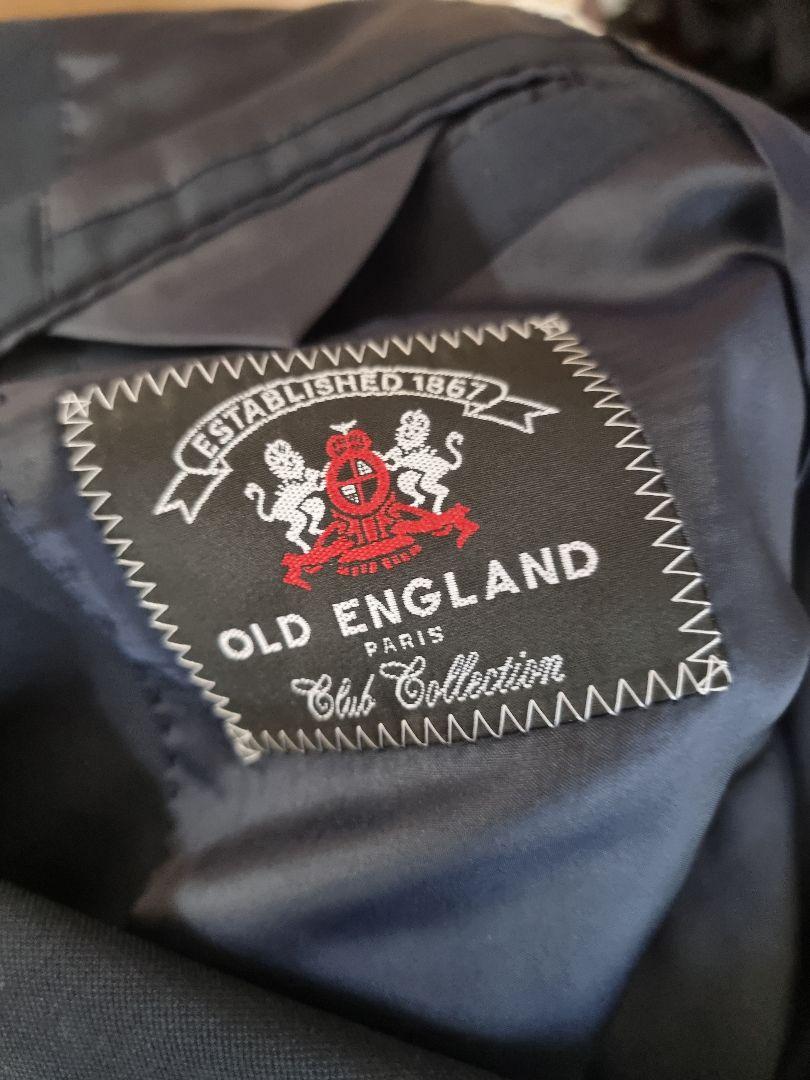 ESTABLISHED 1867
OLD ENGLAND
PARIS
Club Collection